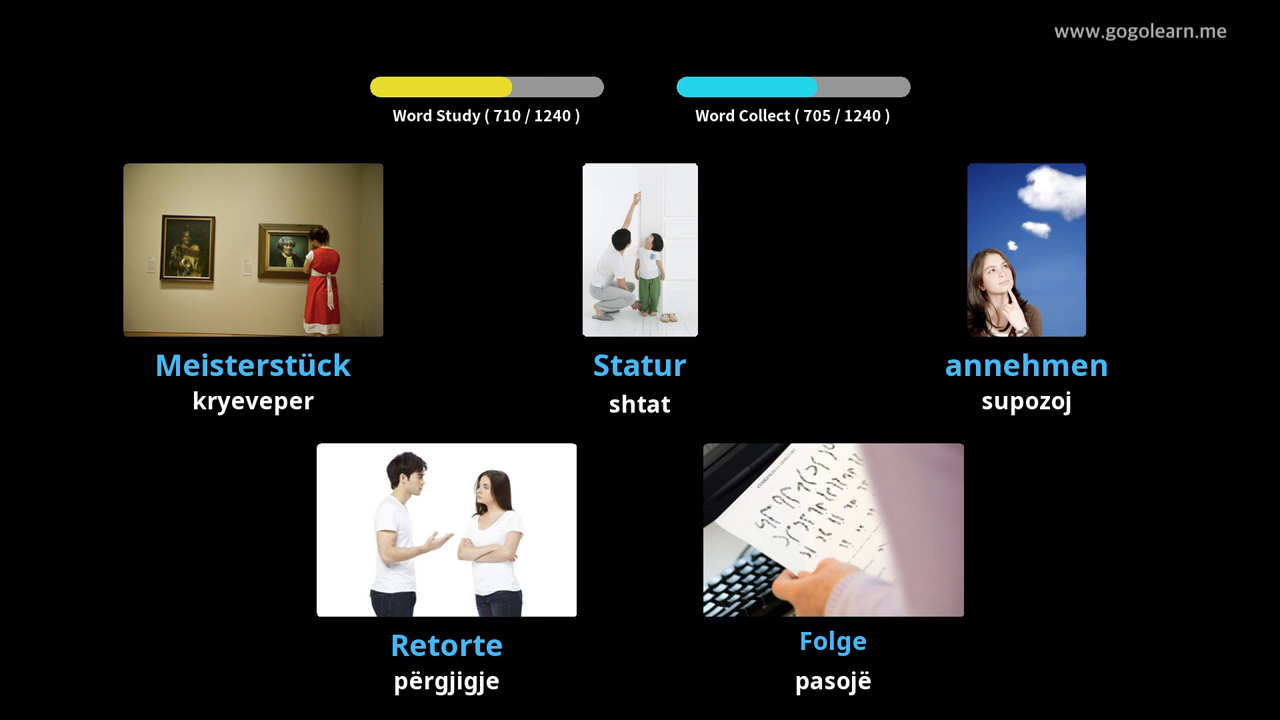 www.gogolearn.me
Word Study ( 710 / 1240 )
Word Collect ( 705 / 1240 )
Meisterstück
kryeveper
Statur
shtat
annehmen
supozoj
Retorte
përgjigje
Folge
pasojë